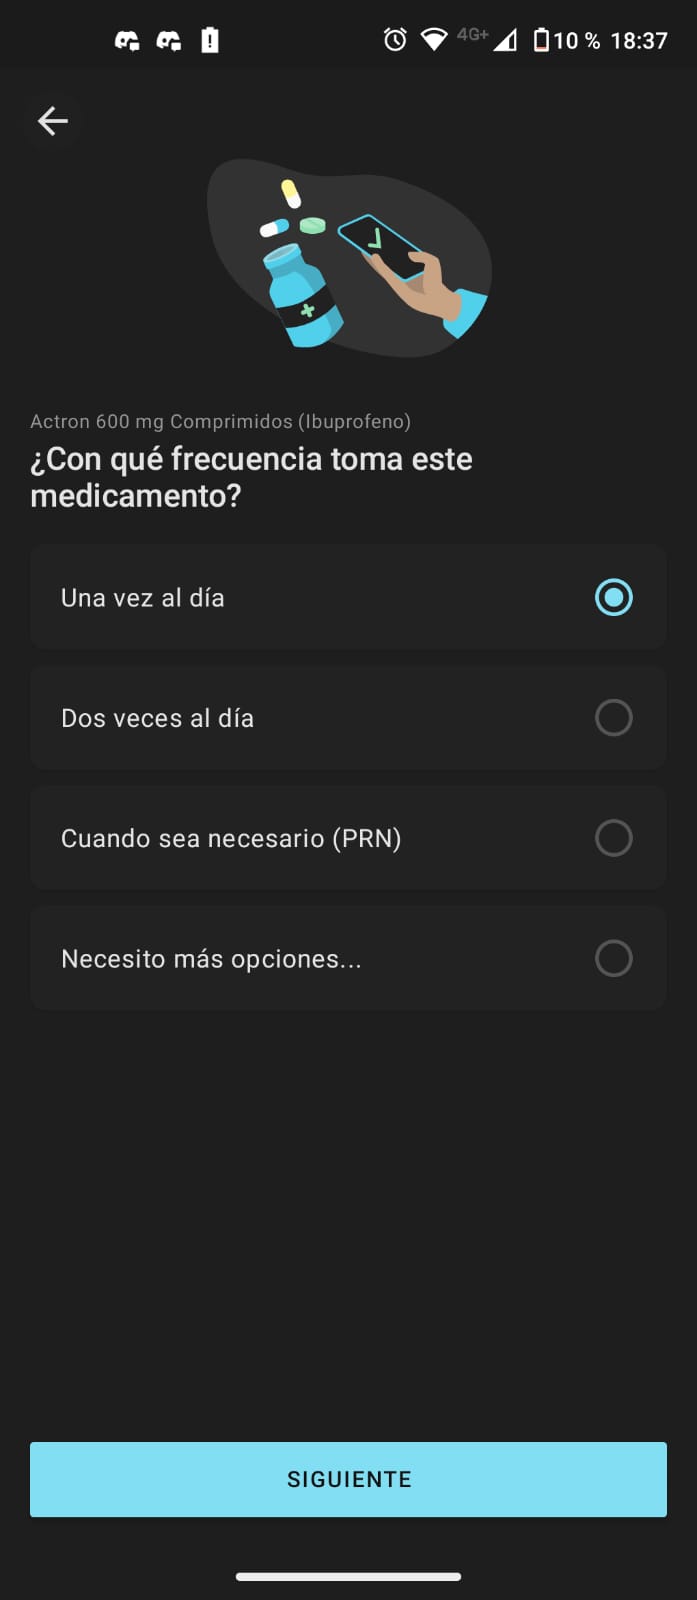 4G+ 10 % 18:37
Actron 600 mg Comprimidos (Ibuprofeno)
¿Con qué frecuencia toma este
medicamento?
Una vez al día
Dos veces al día
Cuando sea necesario (PRN)
Necesito más opciones...
SIGUIENTE